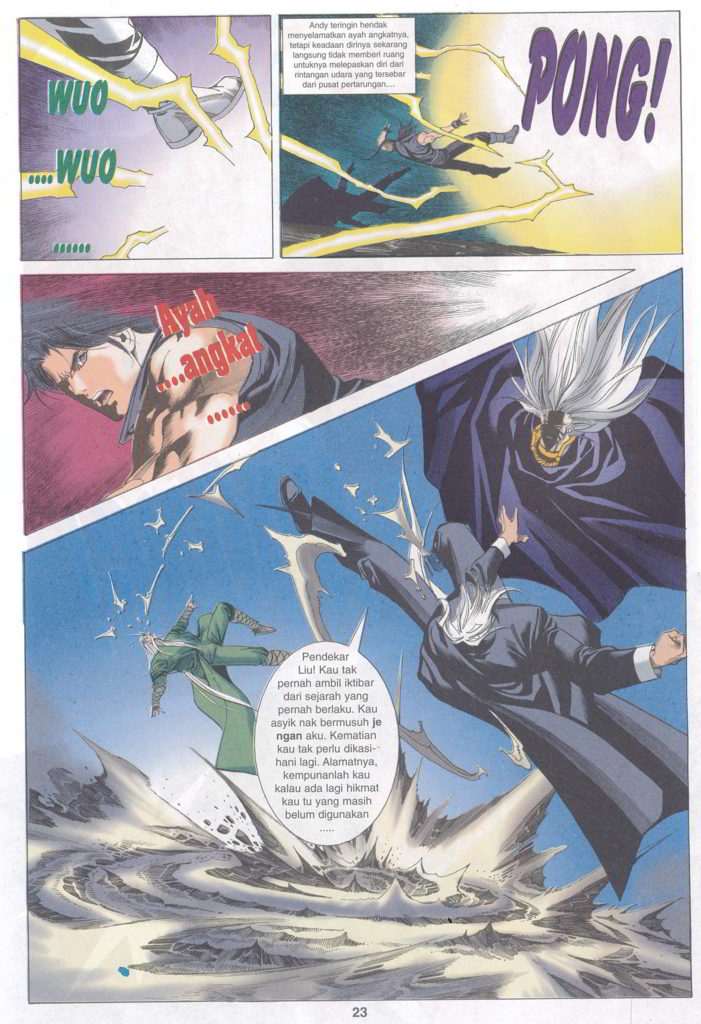 WUO
....WUO
......
Andy teringin hendak
menyelamatkan ayah angkatnya,
tetapi keadaan dirinya sekarang
langsung tidak memberi ruang
untuknya melepaskan diri dari
rintangan udara yang tersebar
dari pusat pertarungan....
PONG!
Ayah
....angkat
......
Pendekar
Liu! Kau tak
pernah ambil iktibar
dari sejarah yang
pernah berlaku. Kau
asyik nak bermusuh je
ngan aku. Kematian
kau tak perlu dikasi-
hani lagi. Alamatnya,
kempunanlah kau
kalau ada lagi hikmat
kau tu yang masih
belum digunakan
.....
23